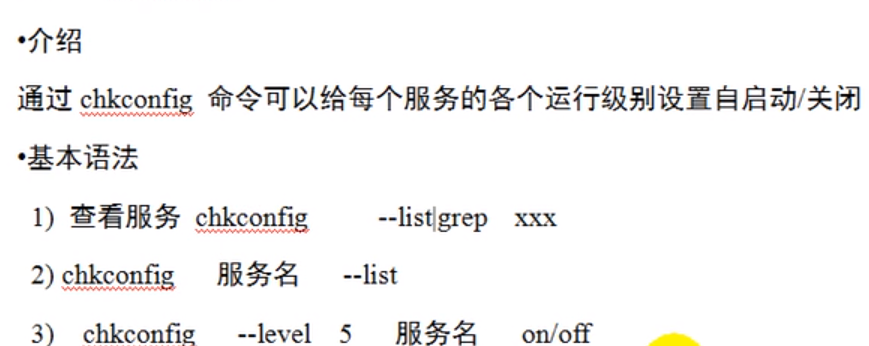 •介绍
通过 chkconfig 命令可以给每个服务的各个运行级别设置自启动/关闭
•基本语法
1) 查看服务 chkconfig --list|grep xxx
2) chkconfig 服务名 --list
3) chkconfig --level 5 服务名 on/off